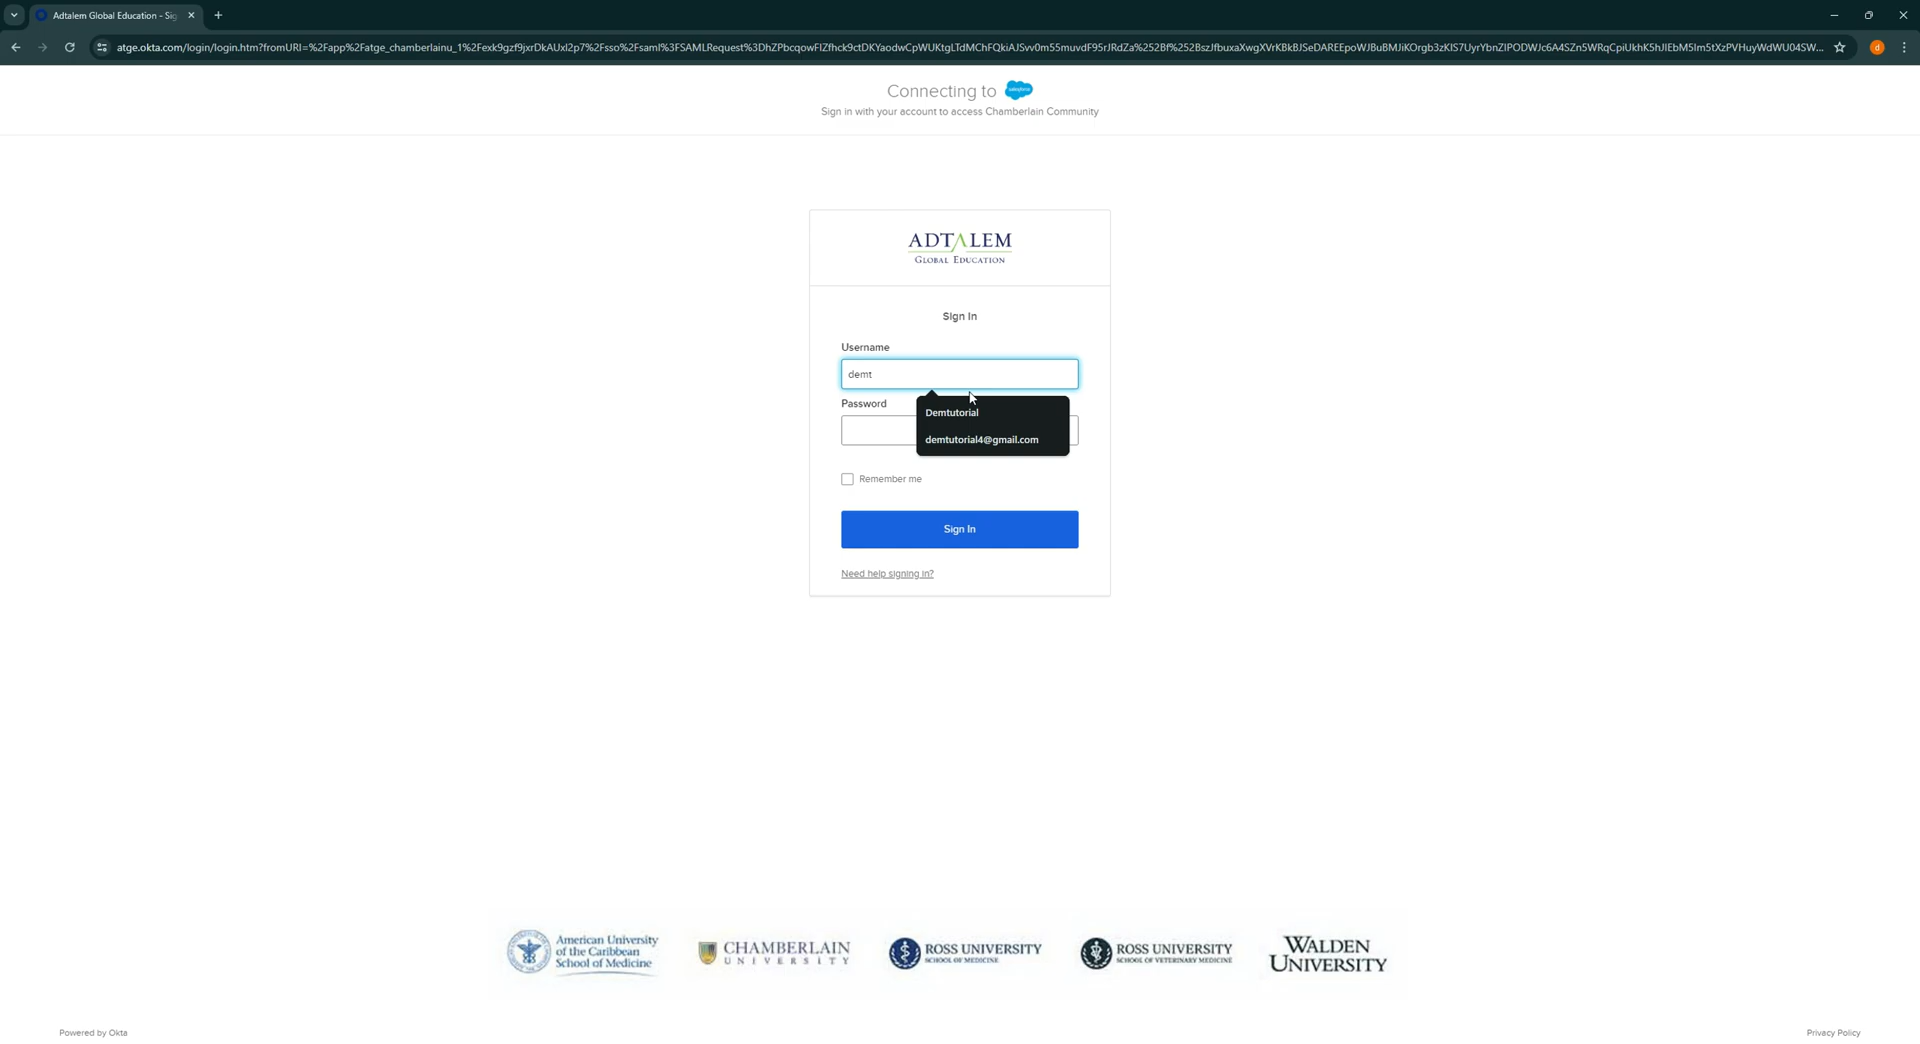 Adtalem Global Education - Sig
atge.okta.com/login/login.htm?fromURI=%2Fapp%2Fatge_chamberlainu_1%2Fexk9gzf9jxrDkAUxl2p7%2Fsso%2Fsaml%3FSAMLRequest%3DhZPbcqowFIZfhck9ctDKYaodwCpWUKtgLTdMChFQkiAJSvv0m55muvdF95rJRdZa%252Bf%252BszJfbuxaXwgXVrKBkBJSeDAREEpoWJBuBMJiKOrgb3zKIS7UyrYbnZIPODWJc6A4SZn5WRqCpiUkhK5hJIEbM5Im5tXzPVHuyWdWU04SW...
Connecting to salesforce
Sign in with your account to access Chamberlain Community
ADTALEM
GLOBAL EDUCATION
Sign In
Username
demt
Password
Demtutorial
demtutorial4@gmail.com
Remember me
Sign In
Need help signing in?
American University
of the Caribbean
School of Medicine
CHAMBERLAIN
UNIVERSITY
ROSS UNIVERSITY
SCHOOL OF MEDICINE
ROSS UNIVERSITY
SCHOOL OF VETERINARY MEDICINE
WALDEN
UNIVERSITY
Powered by Okta
Privacy Policy
d